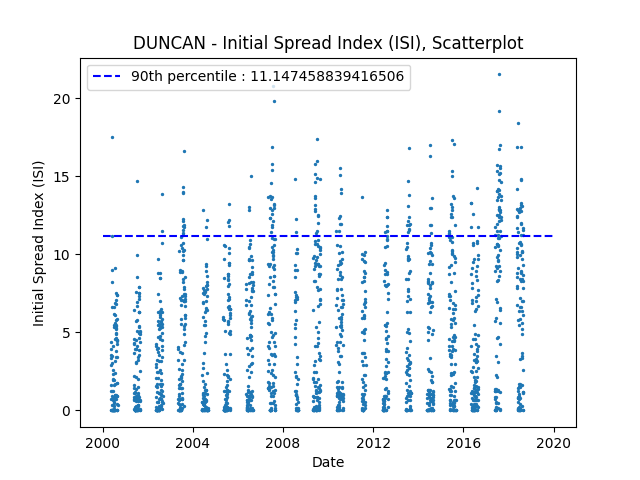 DUNCAN - Initial Spread Index (ISI), Scatterplot
90th percentile : 11.147458839416506
Initial Spread Index (ISI)
20
15
10
5
0
2000 2004 2008 2012 2016 2020
Date